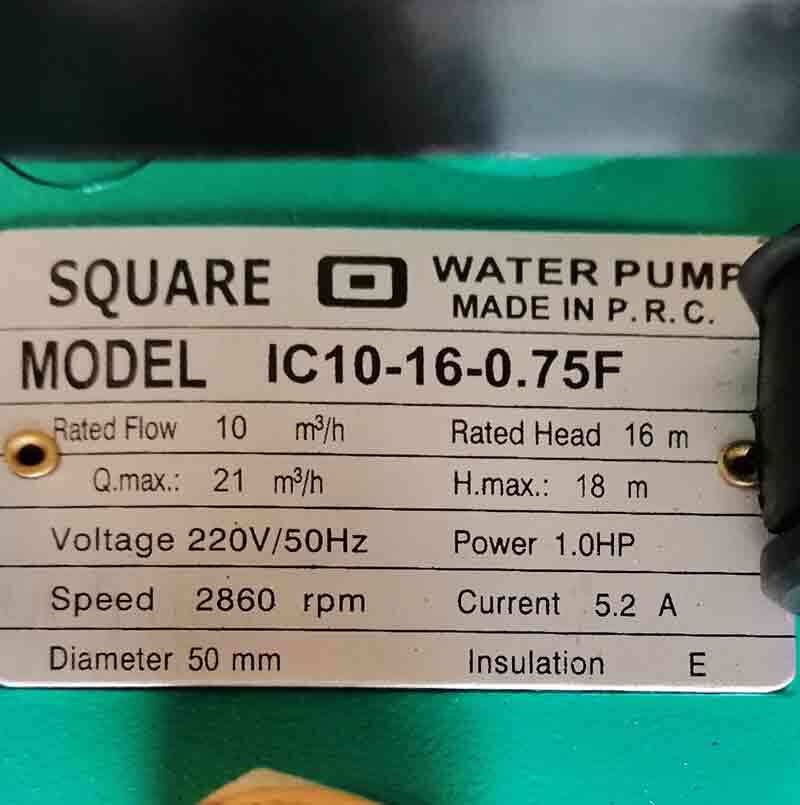 SQUARE WATER PUMP
MADE IN P.R.C.
MODEL IC10-16-0.75F
Rated Flow 10 m³/h Rated Head 16 m
Q.max.: 21 m³/h H.max.: 18 m
Voltage 220V/50Hz Power 1.0HP
Speed 2860 rpm Current 5.2 A
Diameter 50 mm Insulation E